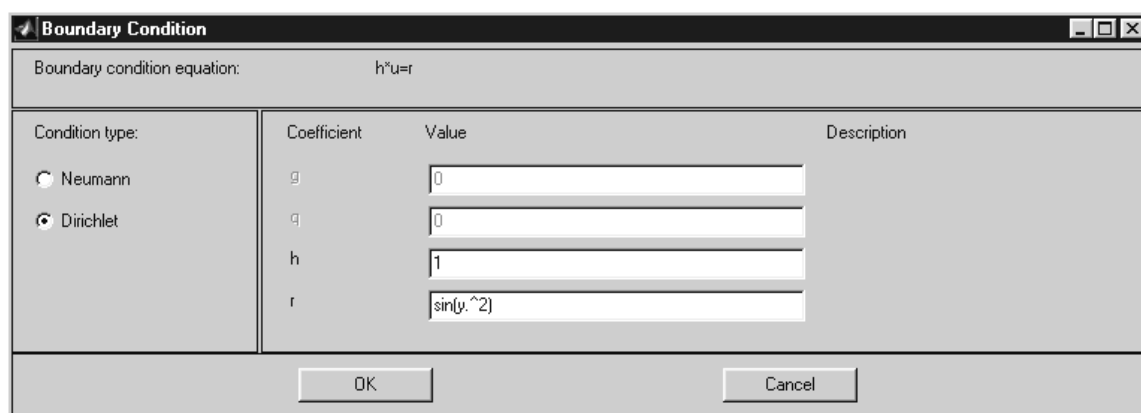 Boundary Condition
Boundary condition equation: h*u=r
Condition type:
Coefficient Value Description
Neumann
g 0
Dirichlet
q 0
h 1
r sin(y.^2)
OK Cancel